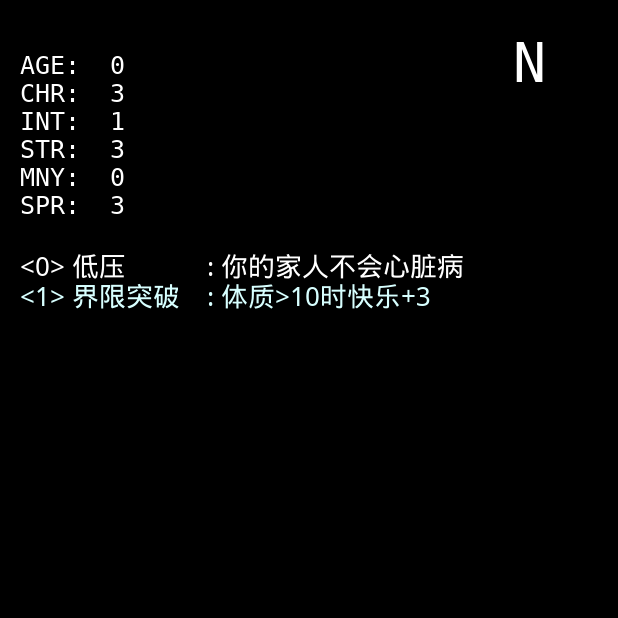 N
AGE: 0
CHR: 3
INT: 1
STR: 3
MNY: 0
SPR: 3
<0> 低压 : 你的家人不会心脏病
<1> 界限突破 : 体质>10时快乐+3